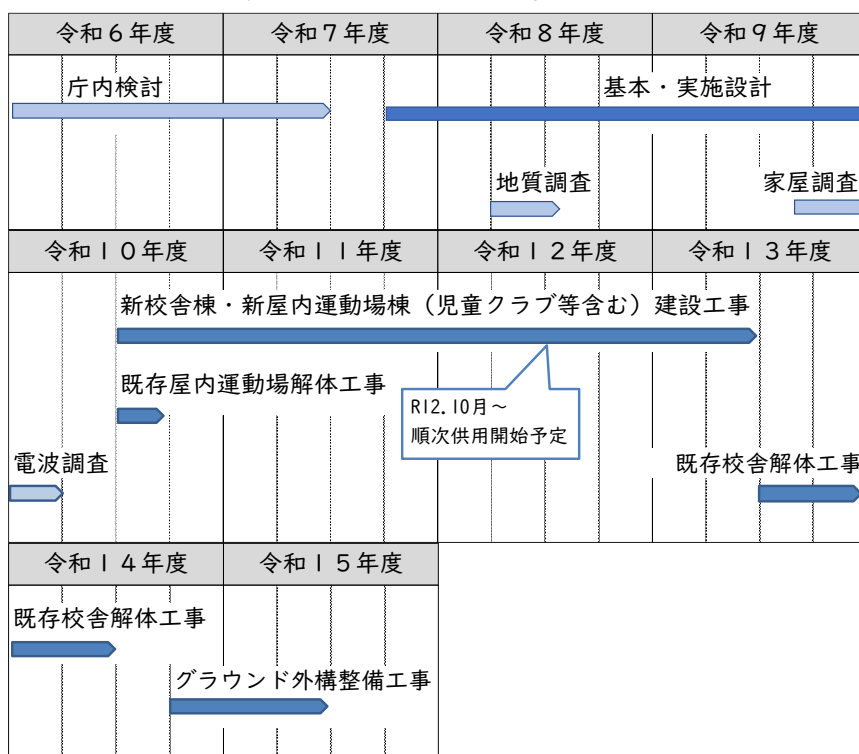 令和６年度
令和７年度
令和８年度
令和９年度
庁内検討
基本・実施設計
地質調査
家屋調査
令和１０年度
令和１１年度
令和１２年度
令和１３年度
新校舎棟・新屋内運動場棟（児童クラブ等含む）建設工事
既存屋内運動場解体工事
R12.10月～
順次供用開始予定
電波調査
既存校舎解体工事
令和１４年度
令和１５年度
既存校舎解体工事
グラウンド外構整備工事